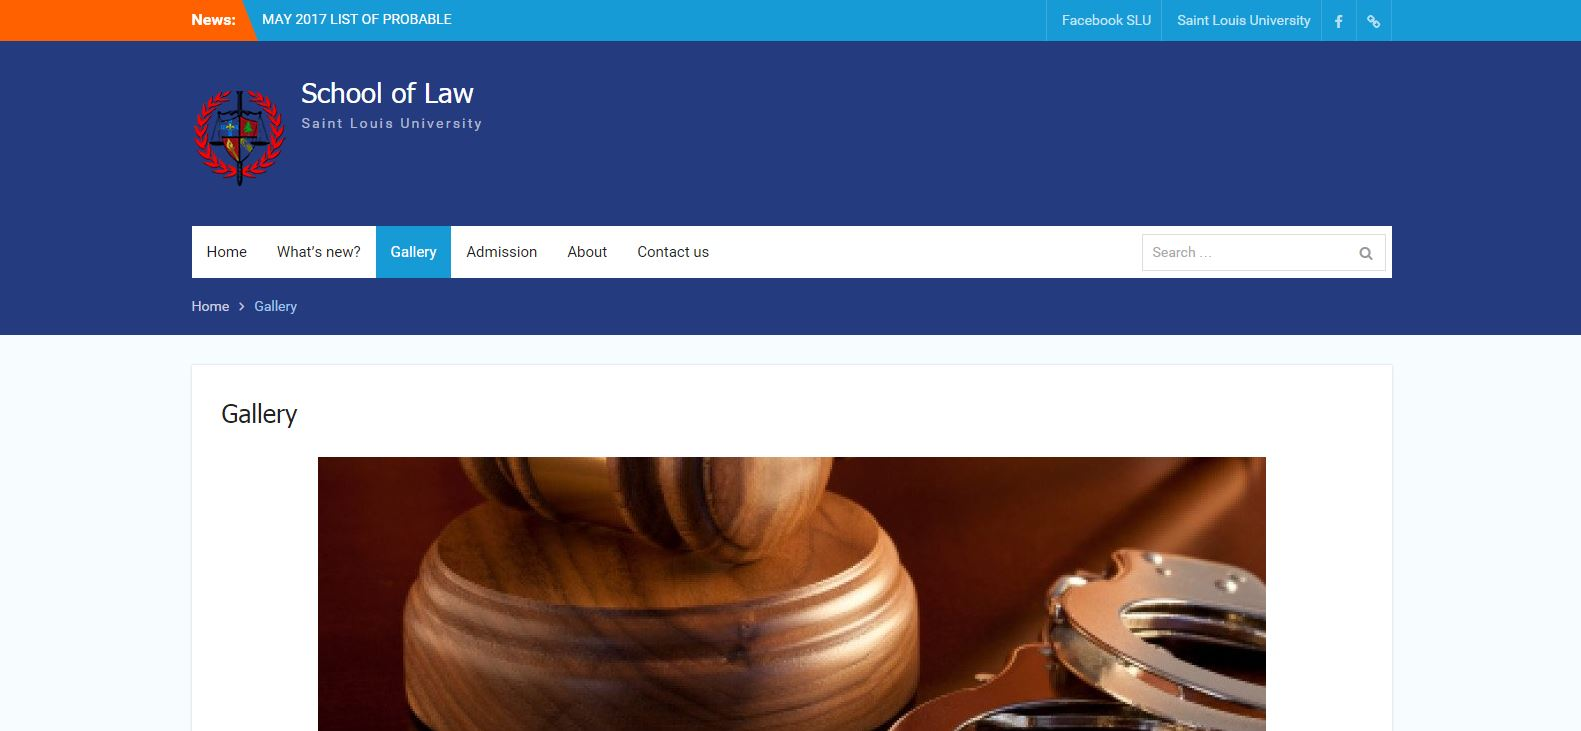 News: MAY 2017 LIST OF PROBABLE
Facebook SLU Saint Louis University
School of Law
Saint Louis University
Home What's new? Gallery Admission About Contact us Search …
Home Gallery
Gallery